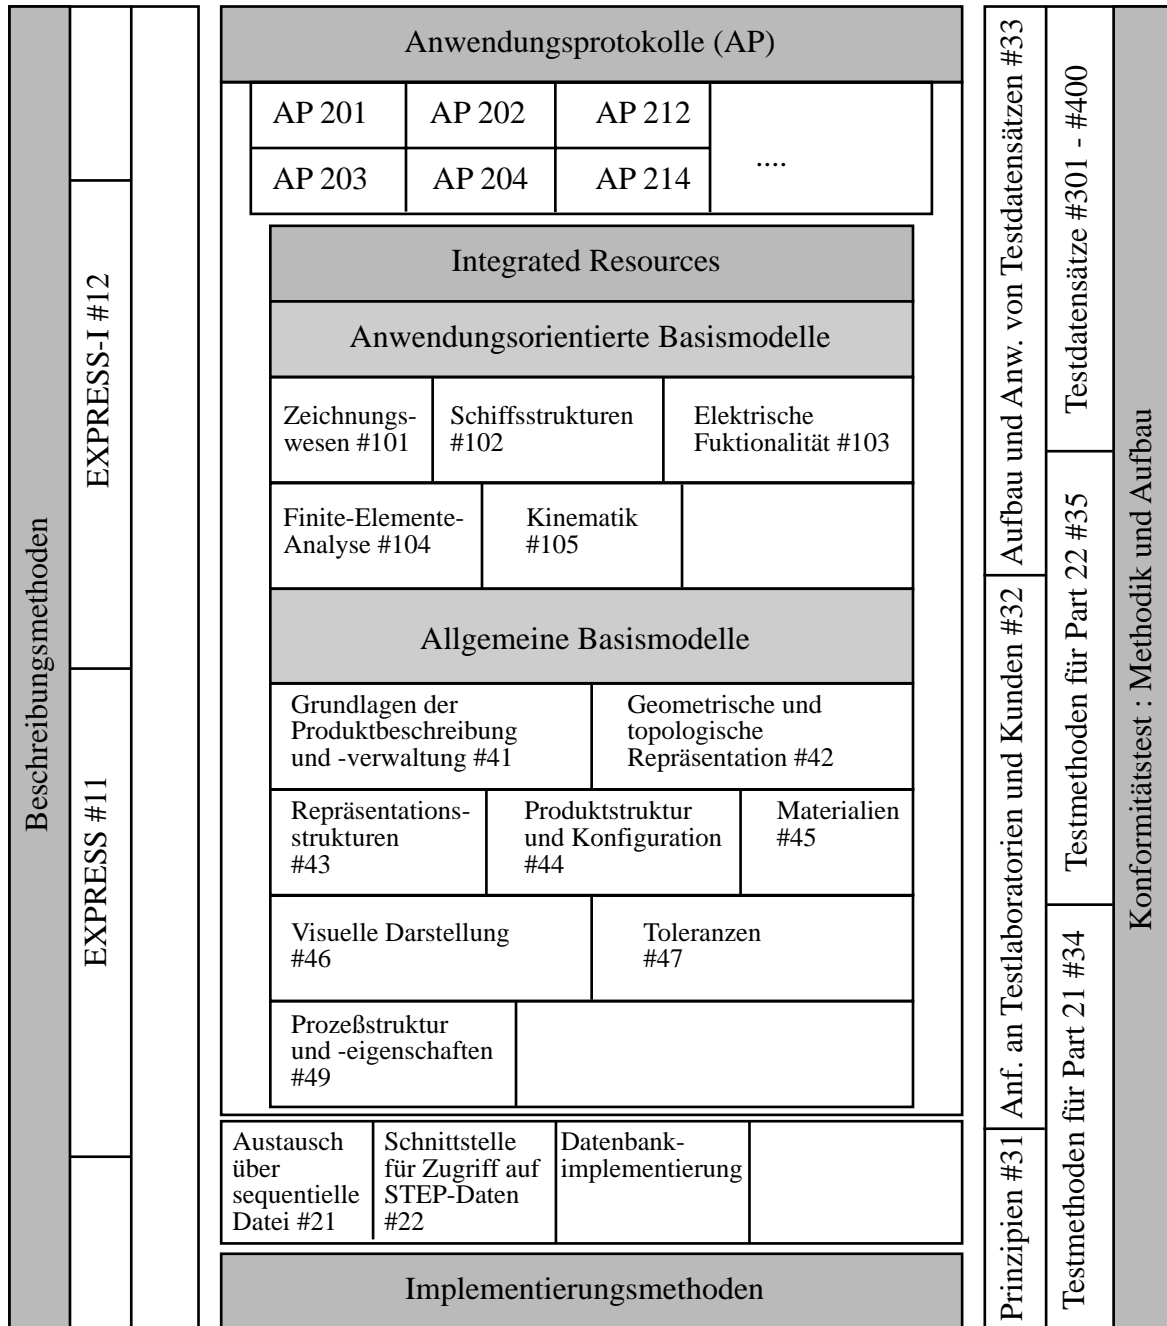 Beschreibungsmethoden
EXPRESS-I #12
EXPRESS #11
Anwendungsprotokolle (AP)
AP 201
AP 202
AP 212
AP 203
AP 204
AP 214
....
Integrated Resources
Anwendungsorientierte Basismodelle
Zeichnungs-
wesen #101
Schiffsstrukturen
#102
Elektrische
Fuktionalität #103
Finite-Elemente-
Analyse #104
Kinematik
#105
Allgemeine Basismodelle
Grundlagen der
Produktbeschreibung
und -verwaltung #41
Geometrische und
topologische
Repräsentation #42
Repräsentations-
strukturen
#43
Produktstruktur
und Konfiguration
#44
Materialien
#45
Visuelle Darstellung
#46
Toleranzen
#47
Prozeßstruktur
und -eigenschaften
#49
Austausch
über
sequentielle
Datei #21
Schnittstelle
für Zugriff auf
STEP-Daten
#22
Datenbank-
implementierung
Implementierungsmethoden
Aufbau und Anw. von Testdatensätzen #33
Anf. an Testlaboratorien und Kunden #32
Prinzipien #31
Testdatensätze #301 - #400
Testmethoden für Part 22 #35
Testmethoden für Part 21 #34
Konformitätstest : Methodik und Aufbau